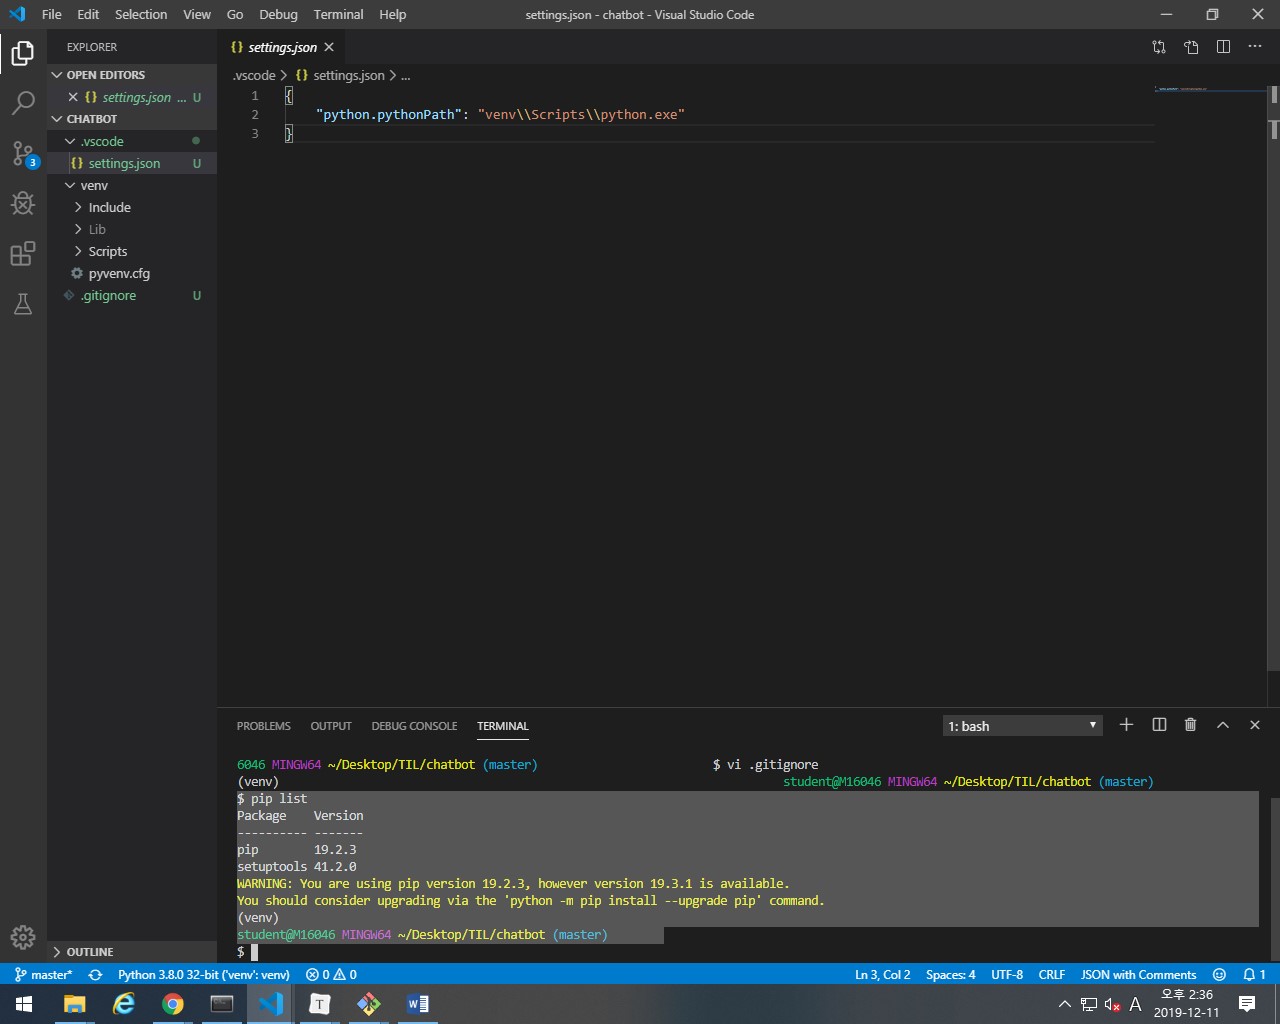 File Edit Selection View Go Debug Terminal Help settings.json - chatbot - Visual Studio Code
EXPLORER
OPEN EDITORS
settings.json ... U
CHATBOT
.vscode
settings.json U
venv
Include
Lib
Scripts
pyvenv.cfg
.gitignore U
3
OUTLINE
settings.json
.vscode > settings.json > ...
1 {
2 "python.pythonPath": "venv\\Scripts\\python.exe"
3 }
PROBLEMS OUTPUT DEBUG CONSOLE TERMINAL 1: bash
6046 MINGW64 ~/Desktop/TIL/chatbot (master) $ vi .gitignore
(venv) student@M16046 MINGW64 ~/Desktop/TIL/chatbot (master)
$ pip list
Package Version
---------- -------
pip 19.2.3
setuptools 41.2.0
WARNING: You are using pip version 19.2.3, however version 19.3.1 is available.
You should consider upgrading via the 'python -m pip install --upgrade pip' command.
(venv)
student@M16046 MINGW64 ~/Desktop/TIL/chatbot (master)
$
master* Python 3.8.0 32-bit ('venv': venv) 0 0 Ln 3, Col 2 Spaces: 4 UTF-8 CRLF JSON with Comments 1
T W A 오후 2:36
2019-12-11